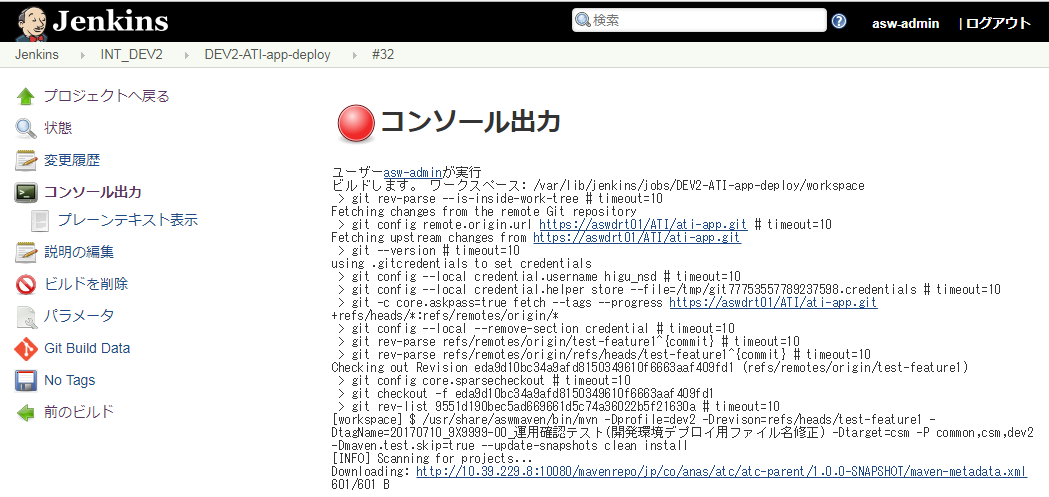 Jenkins
検索
asw-admin | ログアウト
Jenkins INT_DEV2 DEV2-ATI-app-deploy #32
プロジェクトへ戻る
状態
変更履歴
コンソール出力
プレーンテキスト表示
説明の編集
ビルドを削除
パラメータ
Git Build Data
No Tags
前のビルド
コンソール出力
ユーザーasw-adminが実行
ビルドします。 ワークスペース: /var/lib/jenkins/jobs/DEV2-ATI-app-deploy/workspace
> git rev-parse --is-inside-work-tree # timeout=10
Fetching changes from the remote Git repository
> git config remote.origin.url https://aswdrt01/ATI/ati-app.git # timeout=10
Fetching upstream changes from https://aswdrt01/ATI/ati-app.git
> git --version # timeout=10
using .gitcredentials to set credentials
> git config --local credential.username higu_nsd # timeout=10
> git config --local credential.helper store --file=/tmp/git77753557789237598.credentials # timeout=10
> git -c core.askpass=true fetch --tags --progress https://aswdrt01/ATI/ati-app.git
+refs/heads/*:refs/remotes/origin/*
> git config --local --remove-section credential # timeout=10
> git rev-parse refs/remotes/origin/test-feature1^{commit} # timeout=10
> git rev-parse refs/remotes/origin/refs/heads/test-feature1^{commit} # timeout=10
Checking out Revision eda9d10bc34a9afd8150349610f6663aaf409fd1 (refs/remotes/origin/test-feature1)
> git config core.sparsecheckout # timeout=10
> git checkout -f eda9d10bc34a9afd8150349610f6663aaf409fd1
> git rev-list 9551d190bec5ad669661d5c74a36022b5f21630a # timeout=10
[workspace] $ /usr/share/aswmaven/bin/mvn -Dprofile=dev2 -Drevison=refs/heads/test-feature1 -
DtagName=20170710_9X9999-00_運用確認テスト(開発環境デプロイ用ファイル名修正) -Dtarget=csm -P common,csm,dev2
-Dmaven.test.skip=true --update-snapshots clean install
[INFO] Scanning for projects...
Downloading: http://10.39.229.8:10080/mavenrepo/jp/co/anas/atc/atc-parent/1.0.0-SNAPSHOT/maven-metadata.xml
601/601 B